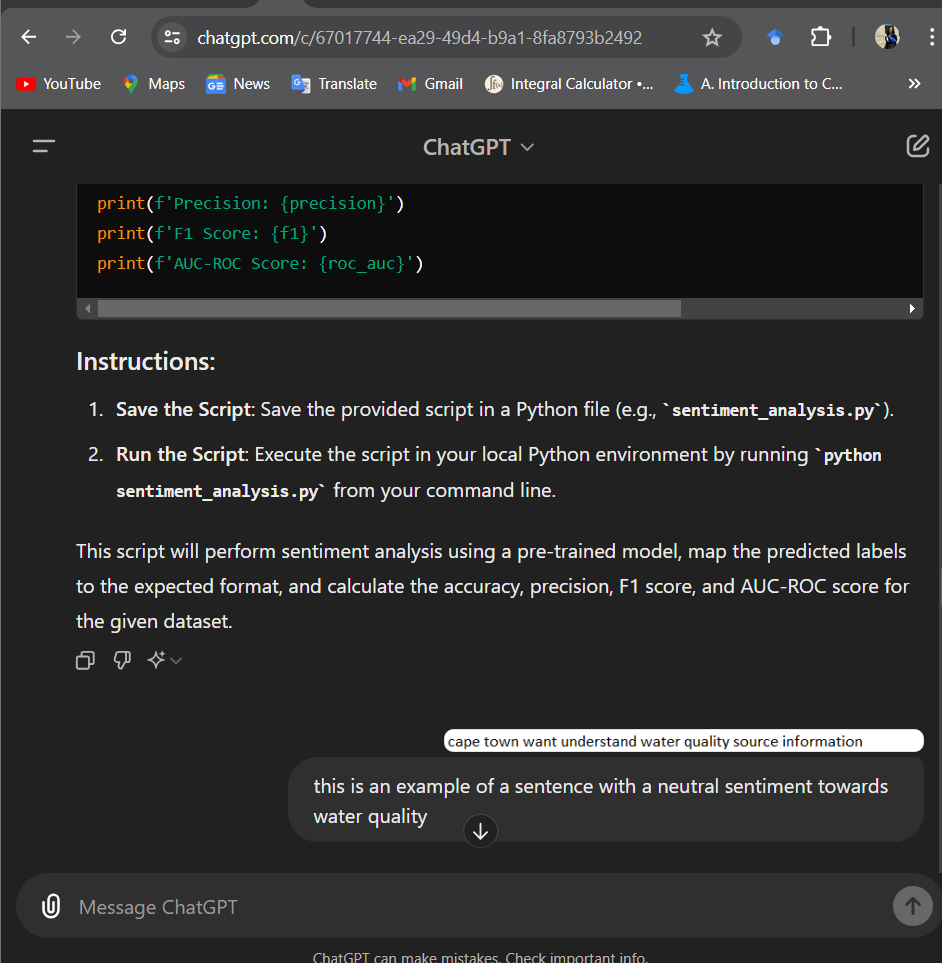 chatgpt.com/c/67017744-ea29-49d4-b9a1-8fa8793b2492
YouTube Maps News Translate Gmail Integral Calculator •... A. Introduction to C...
ChatGPT
print(f'Precision: {precision}')
print(f'F1 Score: {f1}')
print(f'AUC-ROC Score: {roc_auc}')
Instructions:
1. Save the Script: Save the provided script in a Python file (e.g., `sentiment_analysis.py`).
2. Run the Script: Execute the script in your local Python environment by running `python
sentiment_analysis.py` from your command line.
This script will perform sentiment analysis using a pre-trained model, map the predicted labels
to the expected format, and calculate the accuracy, precision, F1 score, and AUC-ROC score for
the given dataset.
cape town want understand water quality source information
this is an example of a sentence with a neutral sentiment towards
water quality
Message ChatGPT
ChatGPT can make mistakes. Check important info.